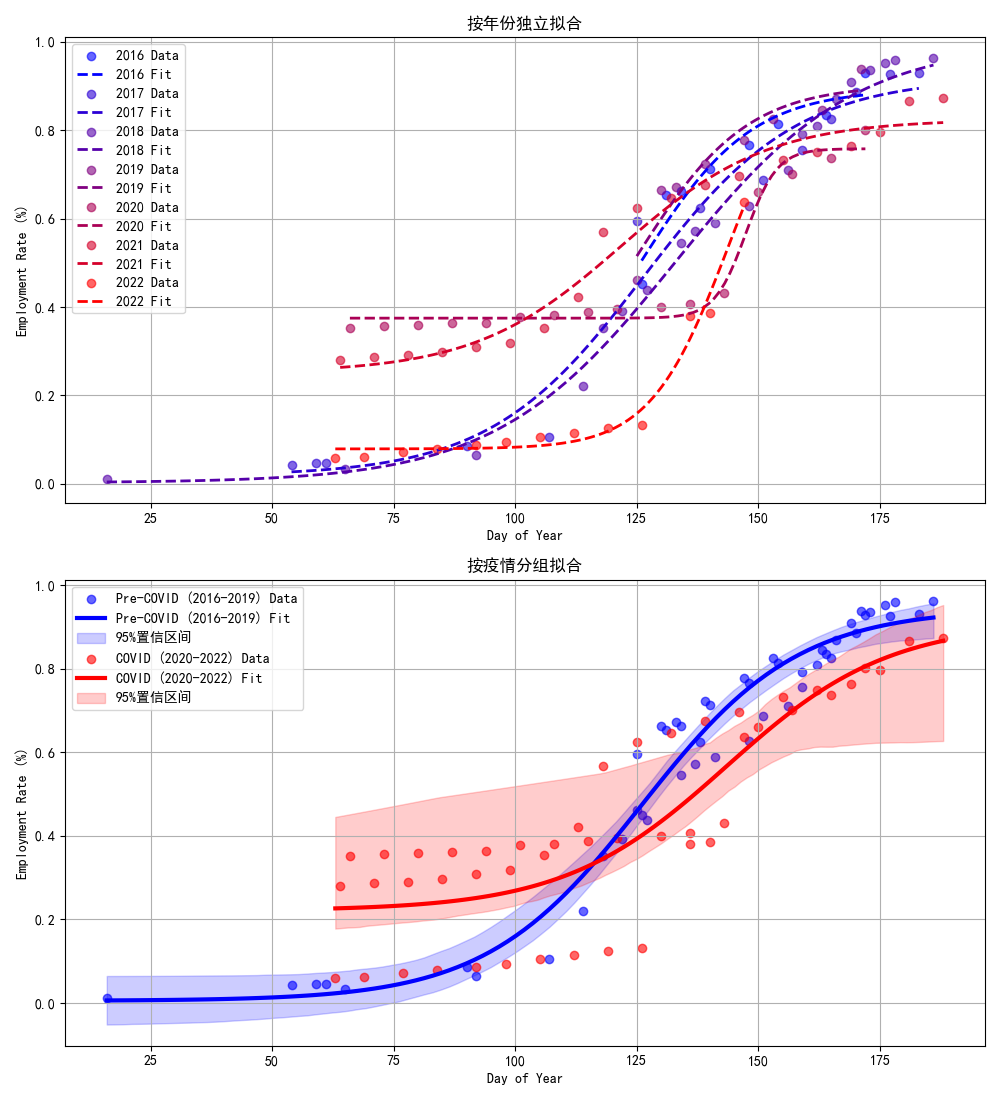 按年份独立拟合
1.0
0.8
0.6
0.4
0.2
0.0
Employment Rate (%)
2016 Data
2016 Fit
2017 Data
2017 Fit
2018 Data
2018 Fit
2019 Data
2019 Fit
2020 Data
2020 Fit
2021 Data
2021 Fit
2022 Data
2022 Fit
25 50 75 100 125 150 175
Day of Year
按疫情分组拟合
1.0
0.8
0.6
0.4
0.2
0.0
Employment Rate (%)
Pre-COVID (2016-2019) Data
Pre-COVID (2016-2019) Fit
95%置信区间
COVID (2020-2022) Data
COVID (2020-2022) Fit
95%置信区间
25 50 75 100 125 150 175
Day of Year